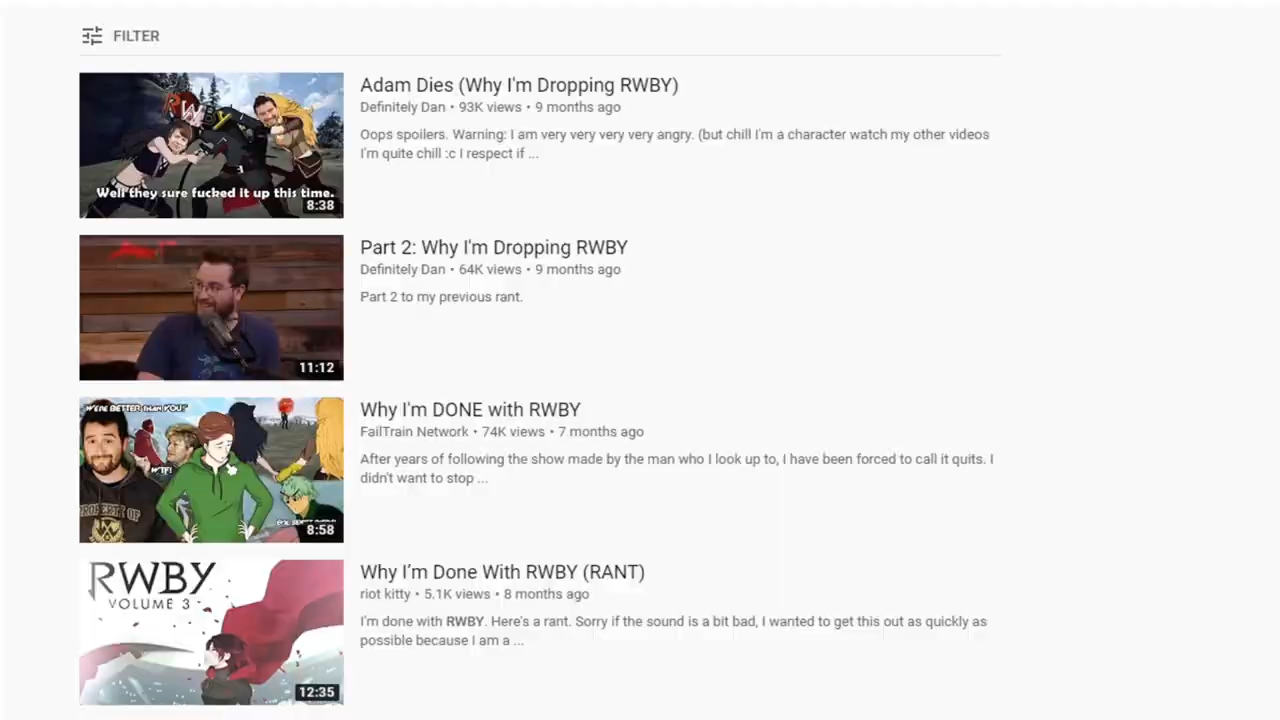 FILTER
RWBY
Well they sure fucked it up this time.
8:38
Adam Dies (Why I'm Dropping RWBY)
Definitely Dan • 93K views • 9 months ago
Oops spoilers. Warning: I am very very very very angry. (but chill I'm a character watch my other videos
I'm quite chill :c I respect if ...
11:12
Part 2: Why I'm Dropping RWBY
Definitely Dan • 64K views • 9 months ago
Part 2 to my previous rant.
WE'RE BETTER THAN YOU!
WTF!
PROPERTY OF
8:58
Why I'm DONE with RWBY
FailTrain Network • 74K views • 7 months ago
After years of following the show made by the man who I look up to, I have been forced to call it quits. I
didn't want to stop ...
RWBY
VOLUME 3
12:35
Why I’m Done With RWBY (RANT)
riot kitty • 5.1K views • 8 months ago
I'm done with RWBY. Here's a rant. Sorry if the sound is a bit bad, I wanted to get this out as quickly as
possible because I am a ...